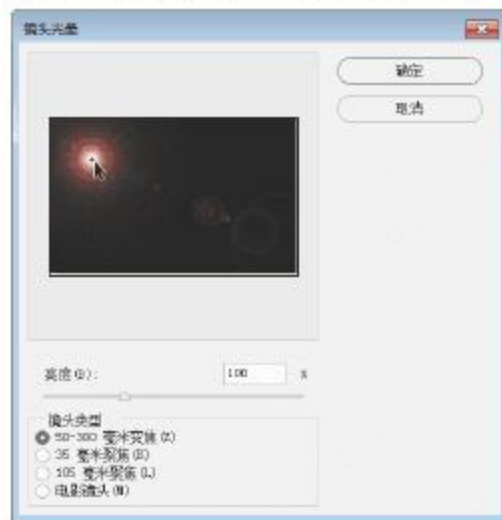 镜头光晕
确定
取消
亮度(B): 100 %
镜头类型
50-300 毫米变焦(Z)
35 毫米聚焦(B)
105 毫米聚焦(L)
电影镜头(M)